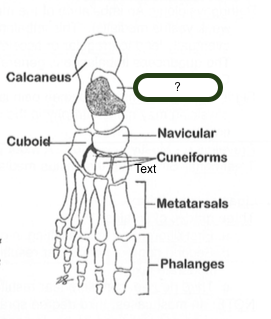 Calcaneus
?
Cuboid
Navicular
Cuneiforms
Text
Metatarsals
Phalanges